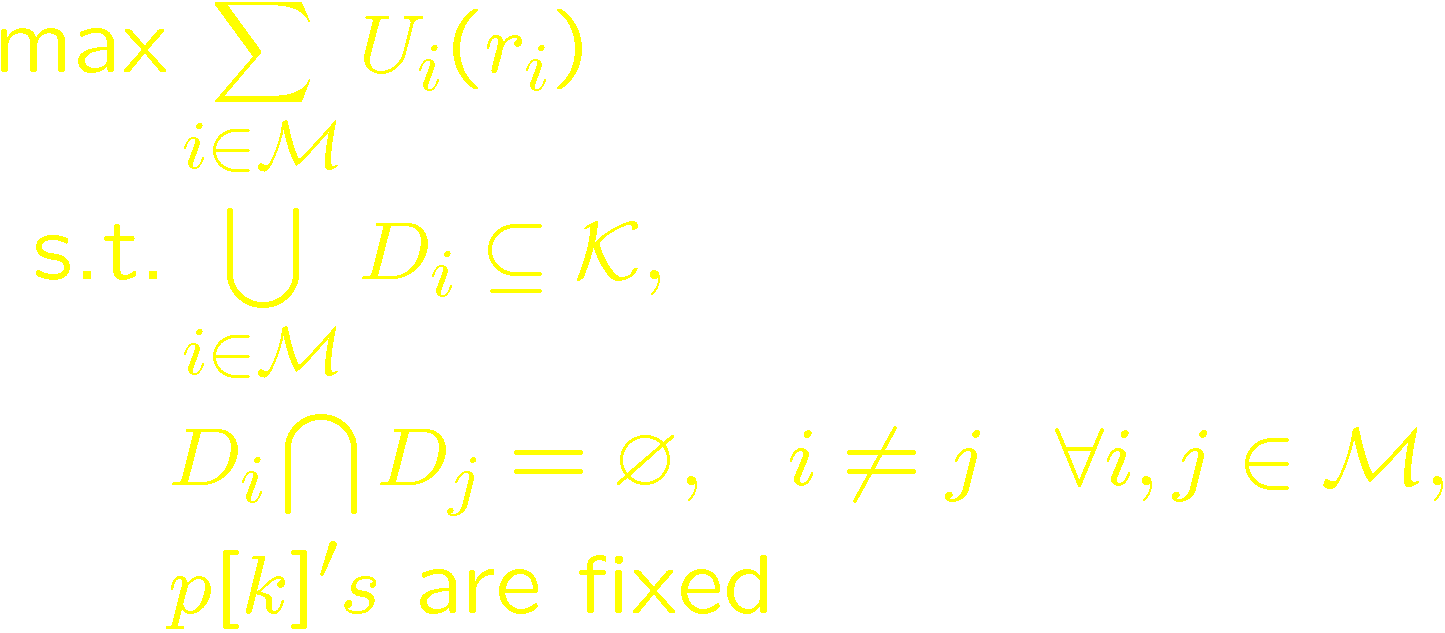 max ∑ U_i(r_i)
i∈ℳ
s.t. ⋃ D_i ⊆ 𝒦,
i∈ℳ
D_i ⋂ D_j = ∅, i ≠ j ∀i, j ∈ ℳ,
p[k]′s are fixed